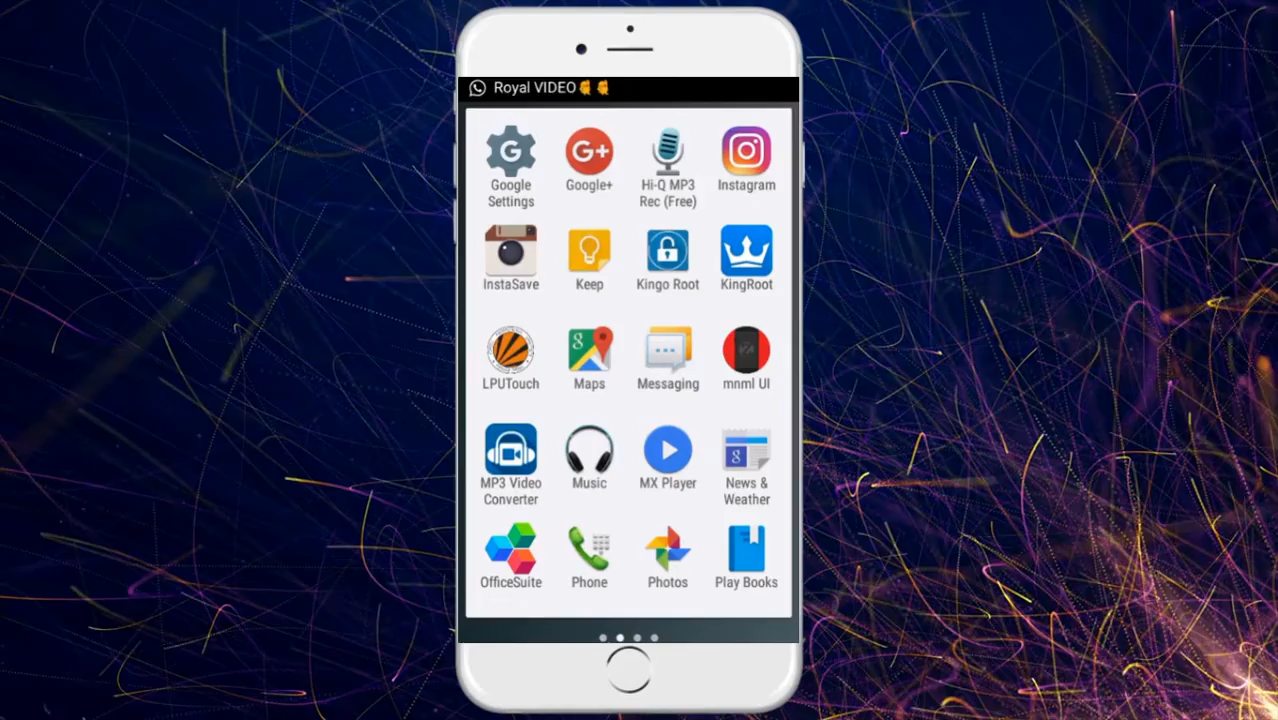 Royal VIDEO
Google Settings
Google+
Hi-Q MP3 Rec (Free)
Instagram
InstaSave
Keep
Kingo Root
KingRoot
LPUTouch
Maps
Messaging
mnml UI
MP3 Video Converter
Music
MX Player
News & Weather
OfficeSuite
Phone
Photos
Play Books